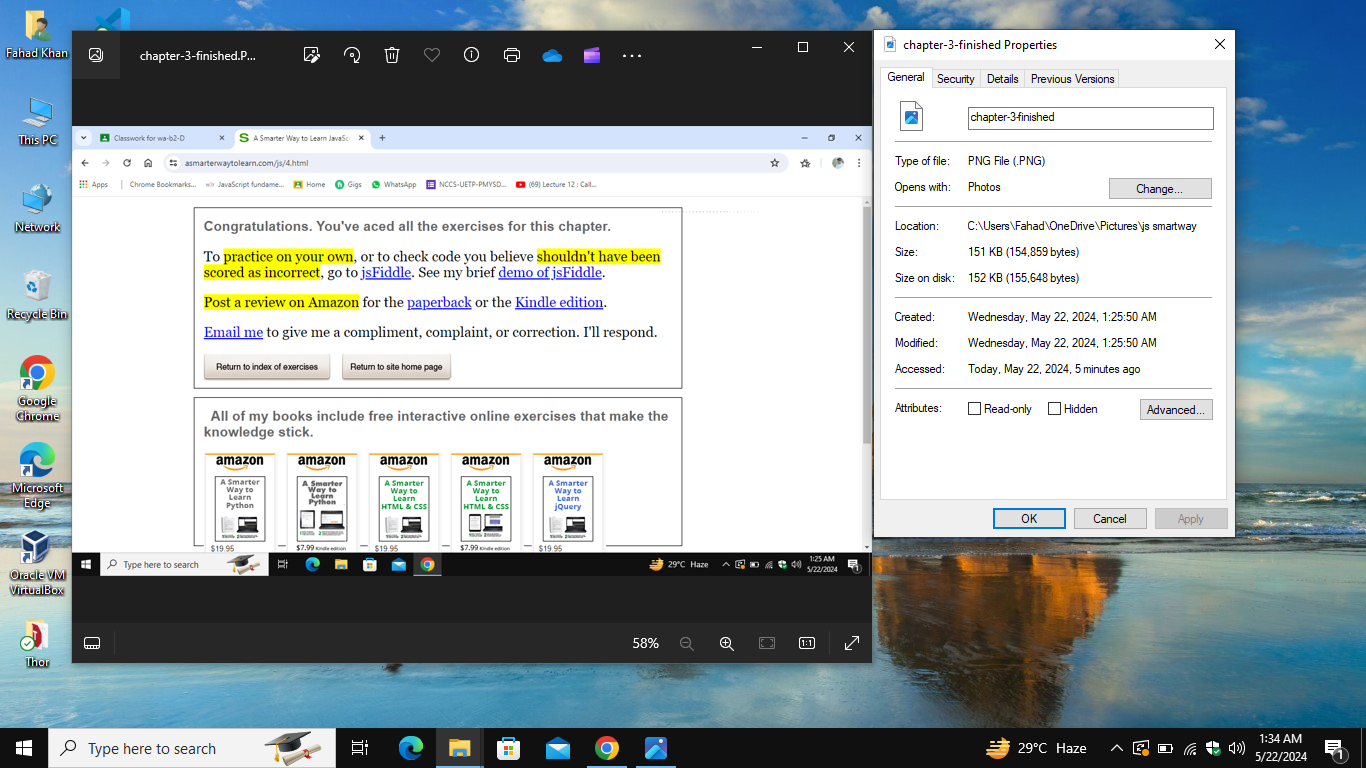 Fahad Khan
This PC
Network
Recycle Bin
Google
Chrome
Microsoft
Edge
Oracle VM
VirtualBox
Thor
chapter-3-finished.P...
Classwork for wa-b2-D
A Smarter Way to Learn JavaSc
asmarterwaytolearn.com/js/4.html
Apps
Chrome Bookmarks...
JavaScript fundame...
Home
Gigs
WhatsApp
NCCS-UETP-PMYSD...
(69) Lecture 12 : Call...
Congratulations. You've aced all the exercises for this chapter.
To practice on your own, or to check code you believe shouldn't have been
scored as incorrect, go to jsFiddle. See my brief demo of jsFiddle.
Post a review on Amazon for the paperback or the Kindle edition.
Email me to give me a compliment, complaint, or correction. I'll respond.
Return to index of exercises
Return to site home page
All of my books include free interactive online exercises that make the
knowledge stick.
amazon
A Smarter
Way to
Learn
Python
$19.95
amazon
A Smarter
Way to
Learn
Python
$7.99 Kindle edition
amazon
A Smarter
Way to
Learn
HTML & CSS
$19.95
amazon
A Smarter
Way to
Learn
HTML & CSS
$7.99 Kindle edition
amazon
A Smarter
Way to
Learn
jQuery
$19.95
Type here to search
29°C Haze
1:25 AM
5/22/2024
1
58%
1:1
chapter-3-finished Properties
General
Security
Details
Previous Versions
chapter-3-finished
Type of file: PNG File (.PNG)
Opens with: Photos
Change...
Location: C:\Users\Fahad\OneDrive\Pictures\js smartway
Size: 151 KB (154,859 bytes)
Size on disk: 152 KB (155,648 bytes)
Created: Wednesday, May 22, 2024, 1:25:50 AM
Modified: Wednesday, May 22, 2024, 1:25:50 AM
Accessed: Today, May 22, 2024, 5 minutes ago
Attributes: Read-only Hidden
Advanced...
OK
Cancel
Apply
Type here to search
29°C Haze
1:34 AM
5/22/2024
1